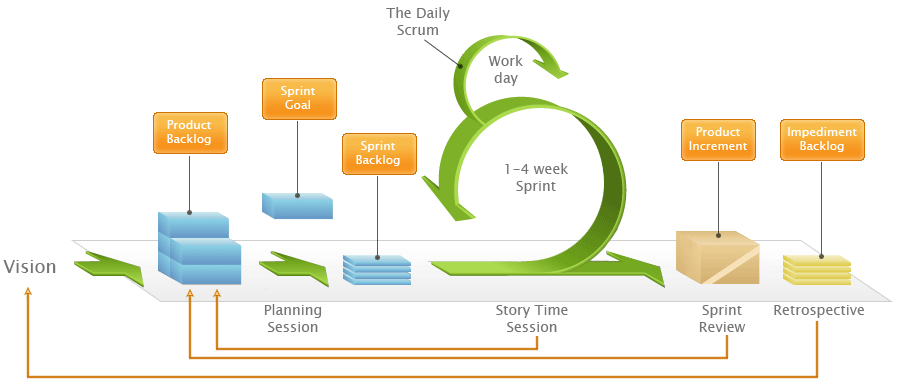 The Daily
Scrum
Work
day
Sprint
Goal
Product
Backlog
Sprint
Backlog
Product
Increment
Impediment
Backlog
1-4 week
Sprint
Vision
Planning
Session
Story Time
Session
Sprint
Review
Retrospective